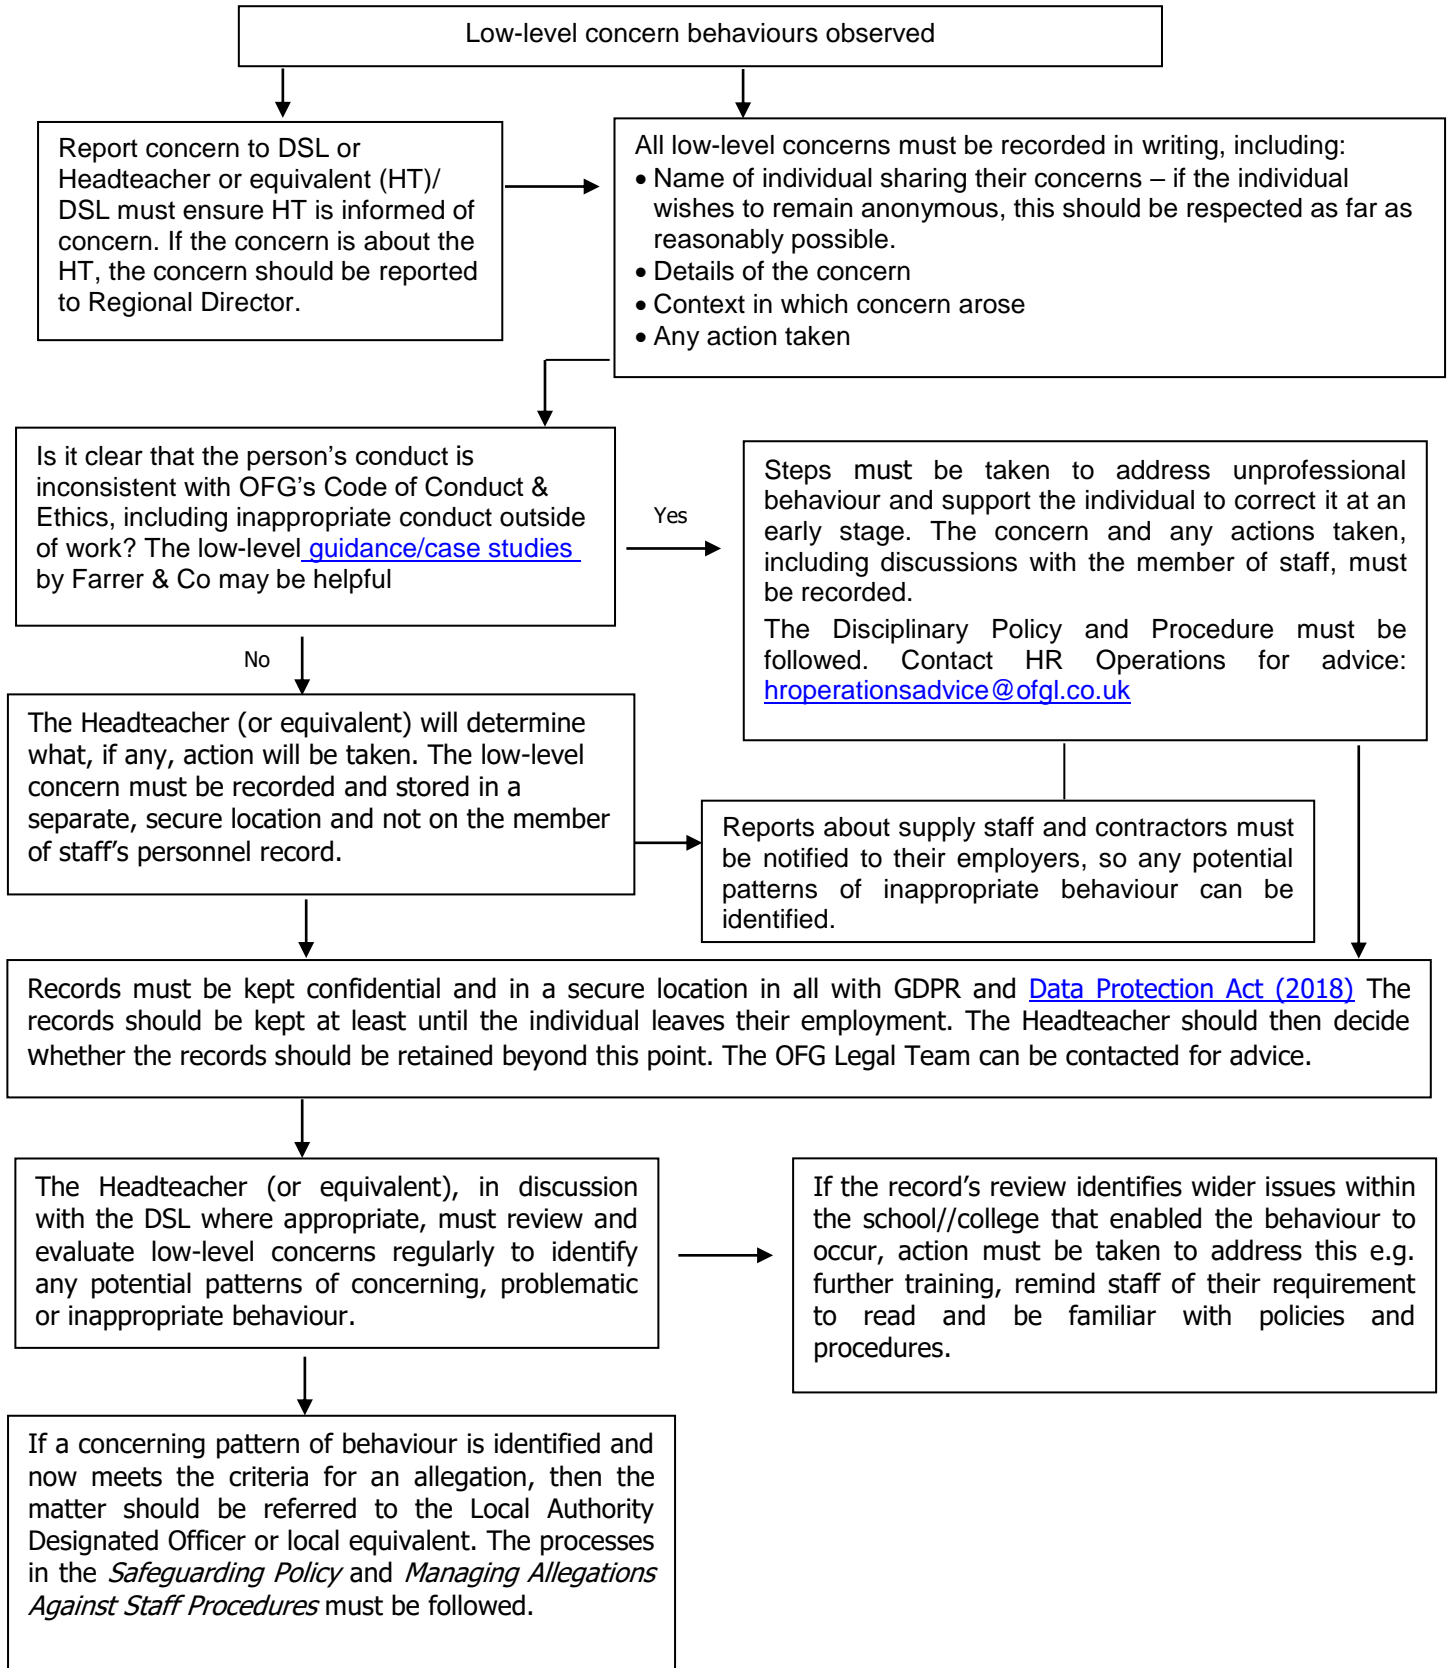 Low-level concern behaviours observed
Report concern to DSL or
Headteacher or equivalent (HT)/
DSL must ensure HT is informed of
concern. If the concern is about the
HT, the concern should be reported
to Regional Director.
All low-level concerns must be recorded in writing, including:
• Name of individual sharing their concerns – if the individual
wishes to remain anonymous, this should be respected as far as
reasonably possible.
• Details of the concern
• Context in which concern arose
• Any action taken
Is it clear that the person's conduct is
inconsistent with OFG's Code of Conduct &
Ethics, including inappropriate conduct outside
of work? The low-level guidance/case studies
by Farrer & Co may be helpful
Yes
Steps must be taken to address unprofessional
behaviour and support the individual to correct it at an
early stage. The concern and any actions taken,
including discussions with the member of staff, must
be recorded.
The Disciplinary Policy and Procedure must be
followed. Contact HR Operations for advice:
hroperationsadvice@ofgl.co.uk
No
The Headteacher (or equivalent) will determine
what, if any, action will be taken. The low-level
concern must be recorded and stored in a
separate, secure location and not on the member
of staff's personnel record.
Reports about supply staff and contractors must
be notified to their employers, so any potential
patterns of inappropriate behaviour can be
identified.
Records must be kept confidential and in a secure location in all with GDPR and Data Protection Act (2018) The
records should be kept at least until the individual leaves their employment. The Headteacher should then decide
whether the records should be retained beyond this point. The OFG Legal Team can be contacted for advice.
The Headteacher (or equivalent), in discussion
with the DSL where appropriate, must review and
evaluate low-level concerns regularly to identify
any potential patterns of concerning, problematic
or inappropriate behaviour.
If the record's review identifies wider issues within
the school//college that enabled the behaviour to
occur, action must be taken to address this e.g.
further training, remind staff of their requirement
to read and be familiar with policies and
procedures.
If a concerning pattern of behaviour is identified and
now meets the criteria for an allegation, then the
matter should be referred to the Local Authority
Designated Officer or local equivalent. The processes
in the Safeguarding Policy and Managing Allegations
Against Staff Procedures must be followed.